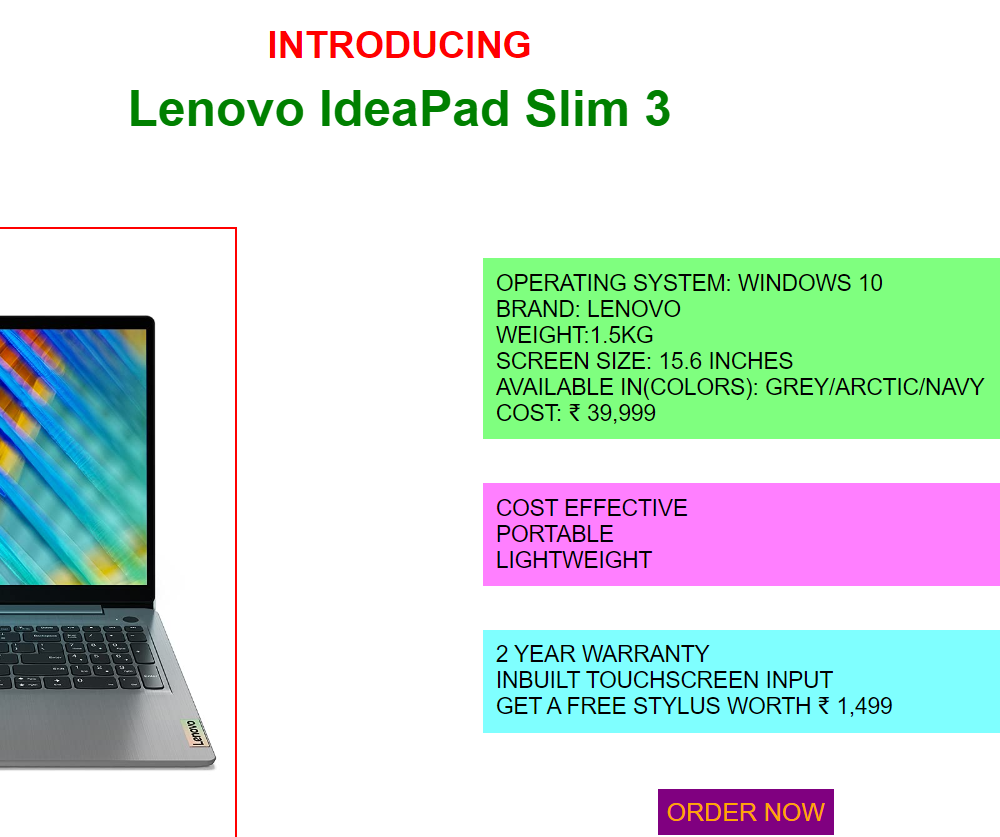 INTRODUCING
Lenovo IdeaPad Slim 3
OPERATING SYSTEM: WINDOWS 10
BRAND: LENOVO
WEIGHT:1.5KG
SCREEN SIZE: 15.6 INCHES
AVAILABLE IN(COLORS): GREY/ARCTIC/NAVY
COST: ₹ 39,999
COST EFFECTIVE
PORTABLE
LIGHTWEIGHT
2 YEAR WARRANTY
INBUILT TOUCHSCREEN INPUT
GET A FREE STYLUS WORTH ₹ 1,499
Lenovo
ORDER NOW